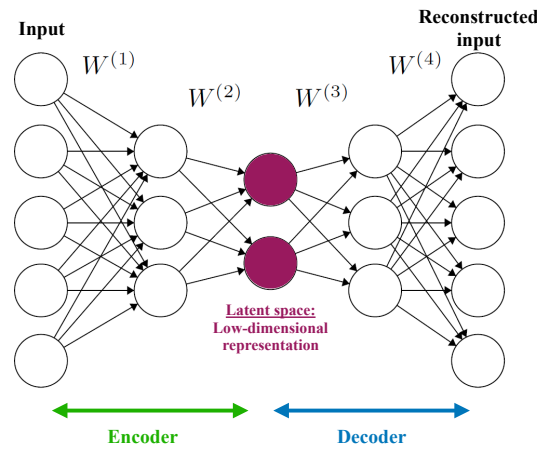 Input
Reconstructed
input
W^{(1)}
W^{(2)}
W^{(3)}
W^{(4)}
Latent space:
Low-dimensional
representation
Encoder
Decoder